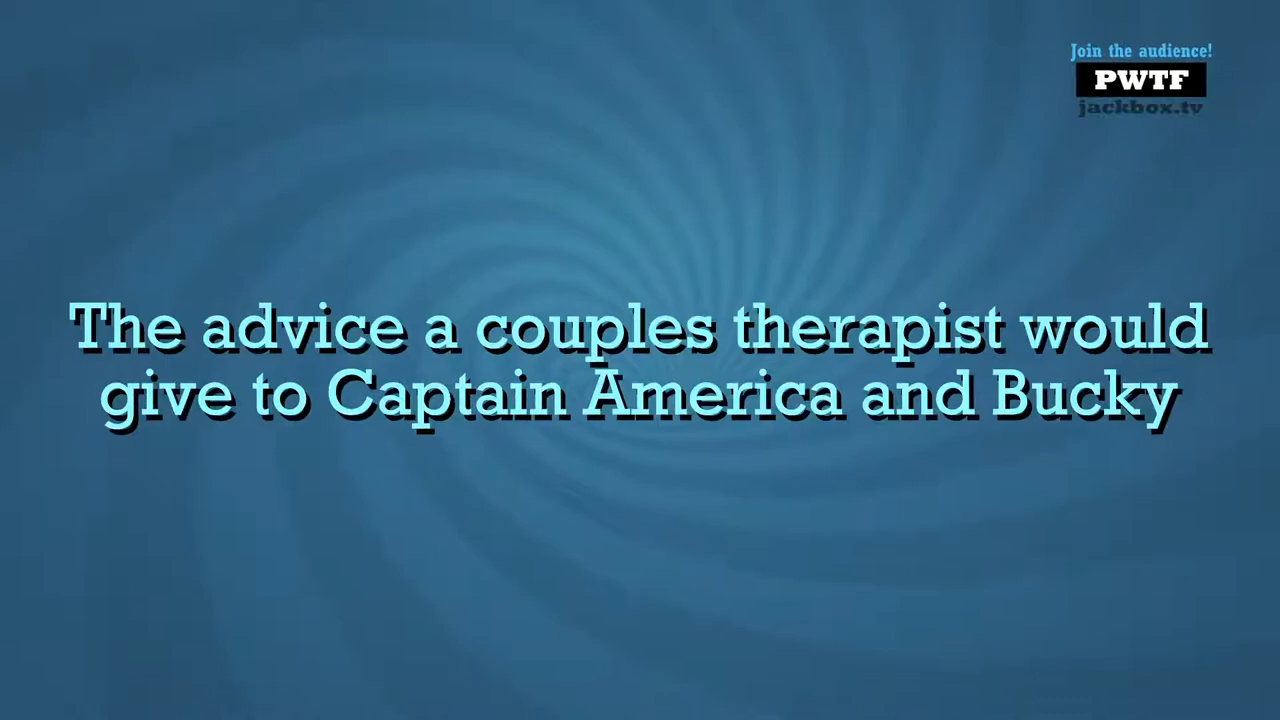 Join the audience!
PWTF
jackbox.tv
The advice a couples therapist would
give to Captain America and Bucky